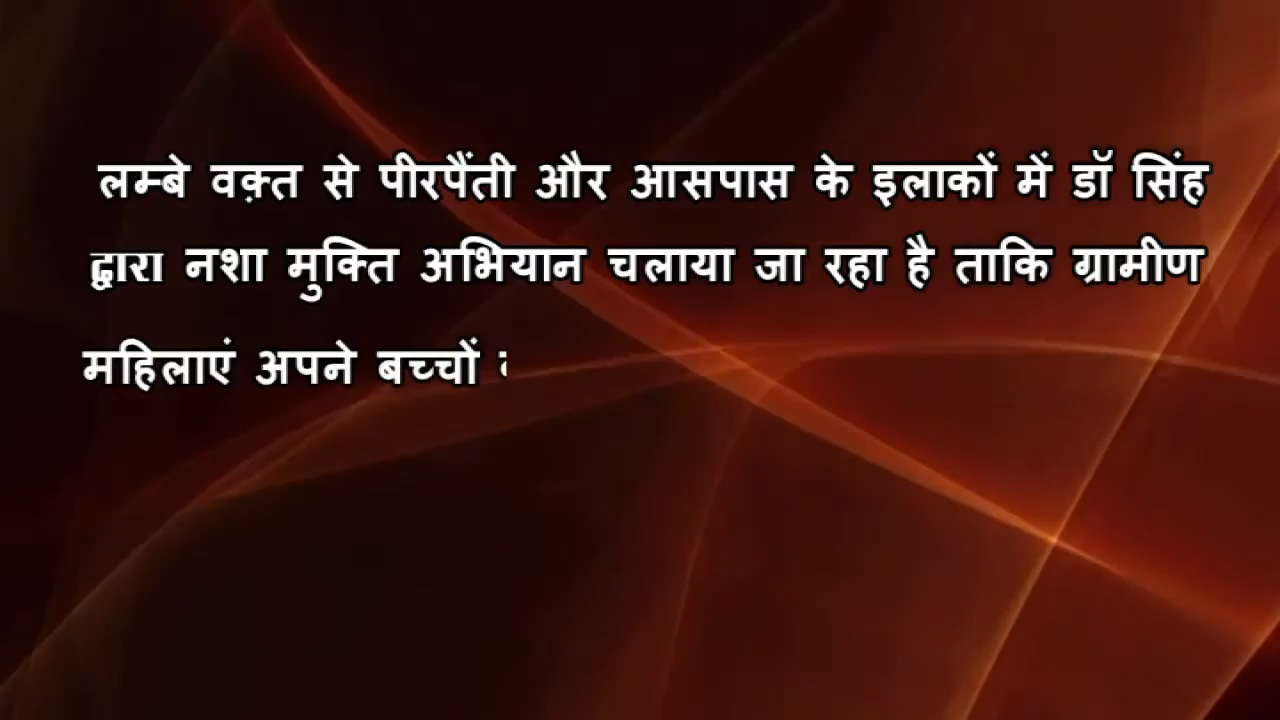 लम्बे वक़्त से पीरपैंती और आसपास के इलाकों में डॉ सिंह
द्वारा नशा मुक्ति अभियान चलाया जा रहा है ताकि ग्रामीण
महिलाएं अपने बच्चों